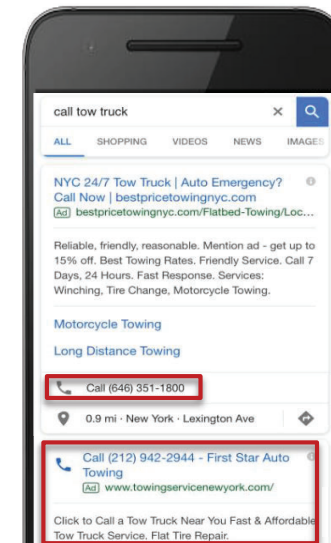 call tow truck
ALL SHOPPING VIDEOS NEWS IMAGES
NYC 24/7 Tow Truck | Auto Emergency?
Call Now | bestpricetowingnyc.com
Ad bestpricetowingnyc.com/Flatbed-Towing/Loc...
Reliable, friendly, reasonable. Mention ad - get up to
15% off. Best Towing Rates. Friendly Service. Call 7
Days, 24 Hours. Fast Response. Services:
Winching, Tire Change, Motorcycle Towing.
Motorcycle Towing
Long Distance Towing
Call (646) 351-1800
0.9 mi · New York · Lexington Ave
Call (212) 942-2944 - First Star Auto
Towing
Ad www.towingservicenewyork.com/
Click to Call a Tow Truck Near You Fast & Affordable
Tow Truck Service. Flat Tire Repair.